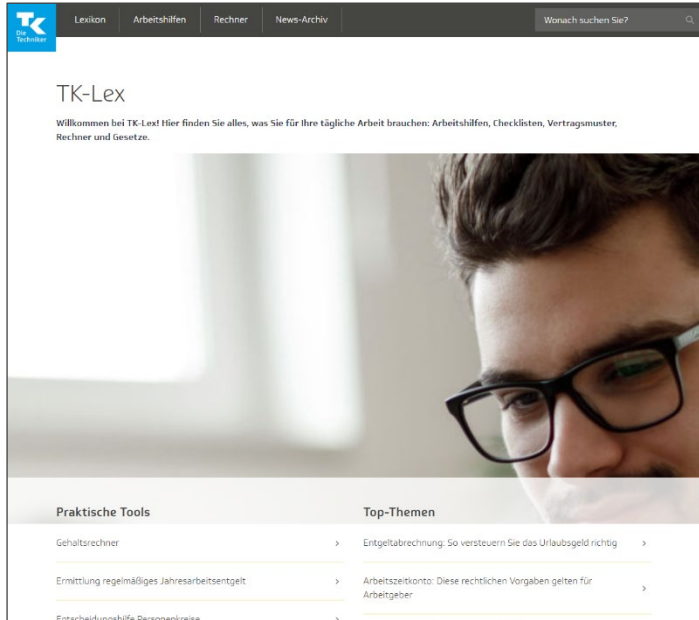 TK
Die
Techniker
Lexikon
Arbeitshilfen
Rechner
News-Archiv
Wonach suchen Sie?
TK-Lex
Willkommen bei TK-Lex! Hier finden Sie alles, was Sie für Ihre tägliche Arbeit brauchen: Arbeitshilfen, Checklisten, Vertragsmuster,
Rechner und Gesetze.
Praktische Tools
Gehaltsrechner
Ermittlung regelmäßiges Jahresarbeitsentgelt
Entscheidungshilfe Personenkreise
Top-Themen
Entgeltabrechnung: So versteuern Sie das Urlaubsgeld richtig
Arbeitszeitkonto: Diese rechtlichen Vorgaben gelten für
Arbeitgeber